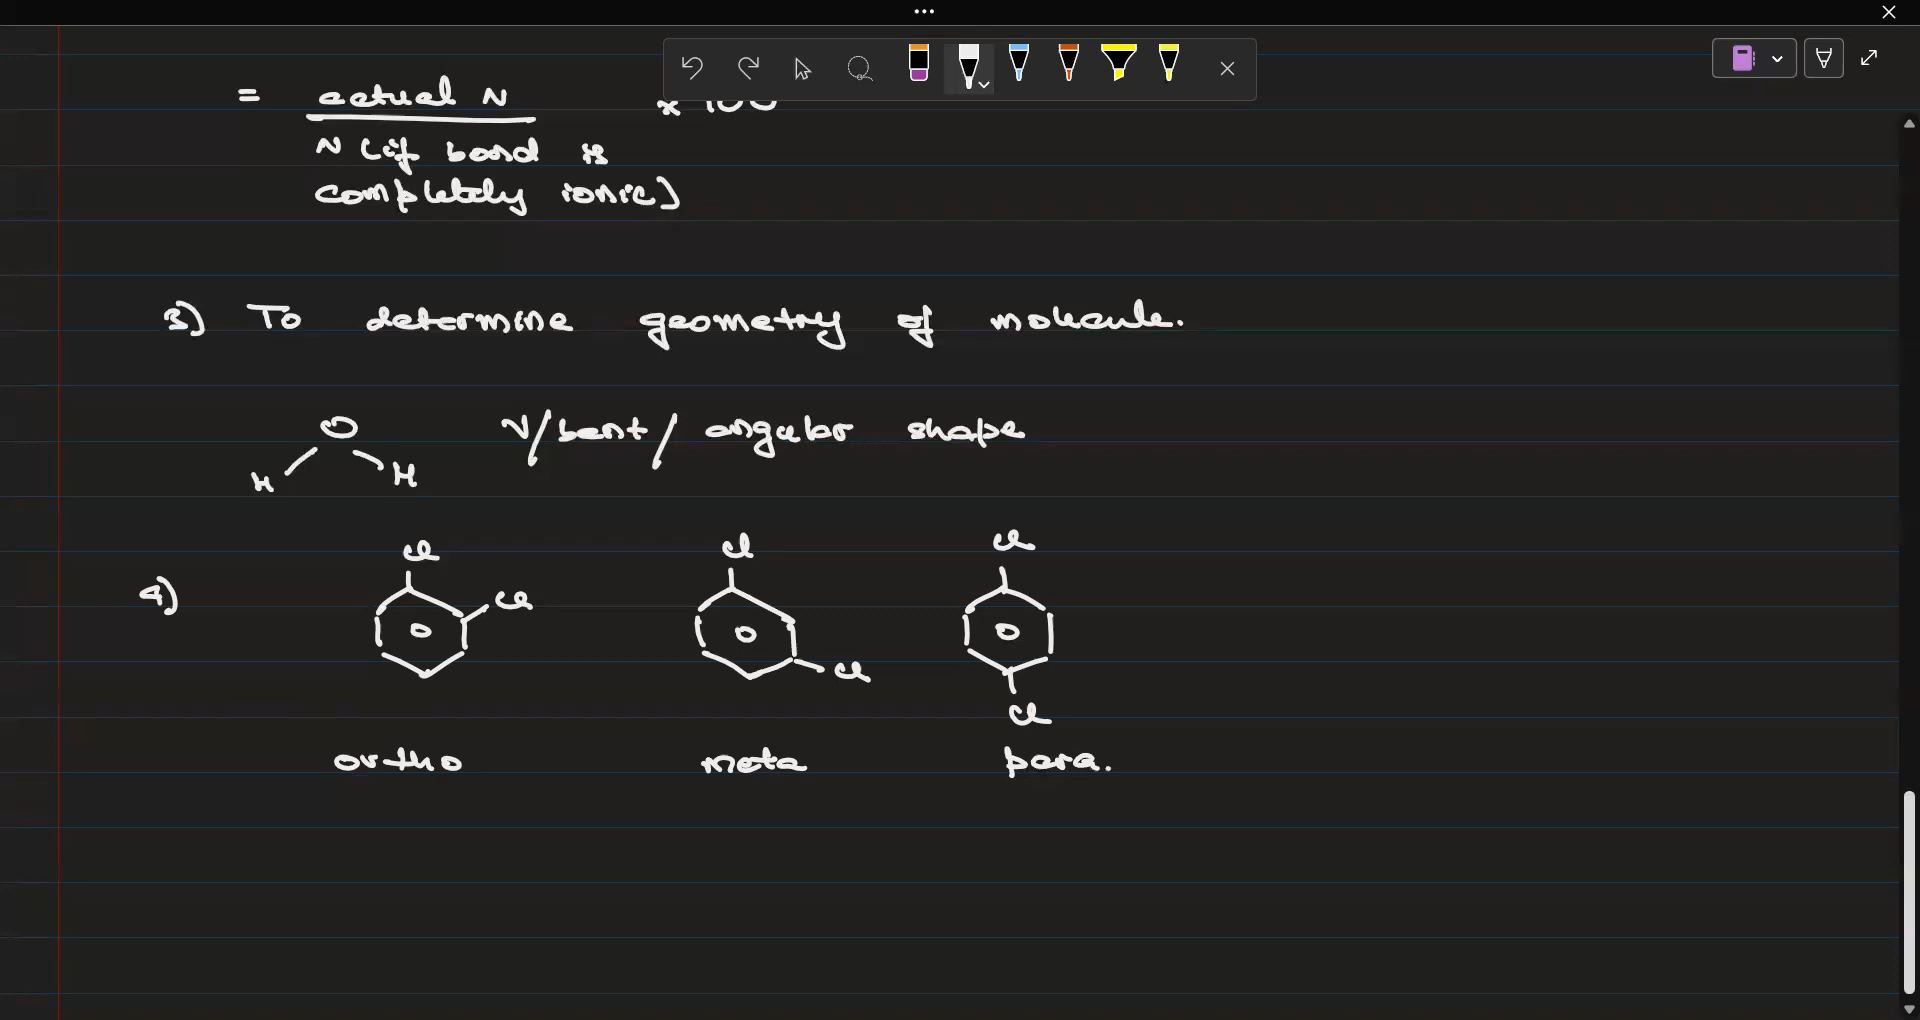 = actual N × 100
N (if bond is
completely ionic)
3) To determine geometry of molecule.
O
H H
V/bent/ angular shape
4)
Cl
Cl
Cl
Cl
Cl
Cl
ortho meta para.